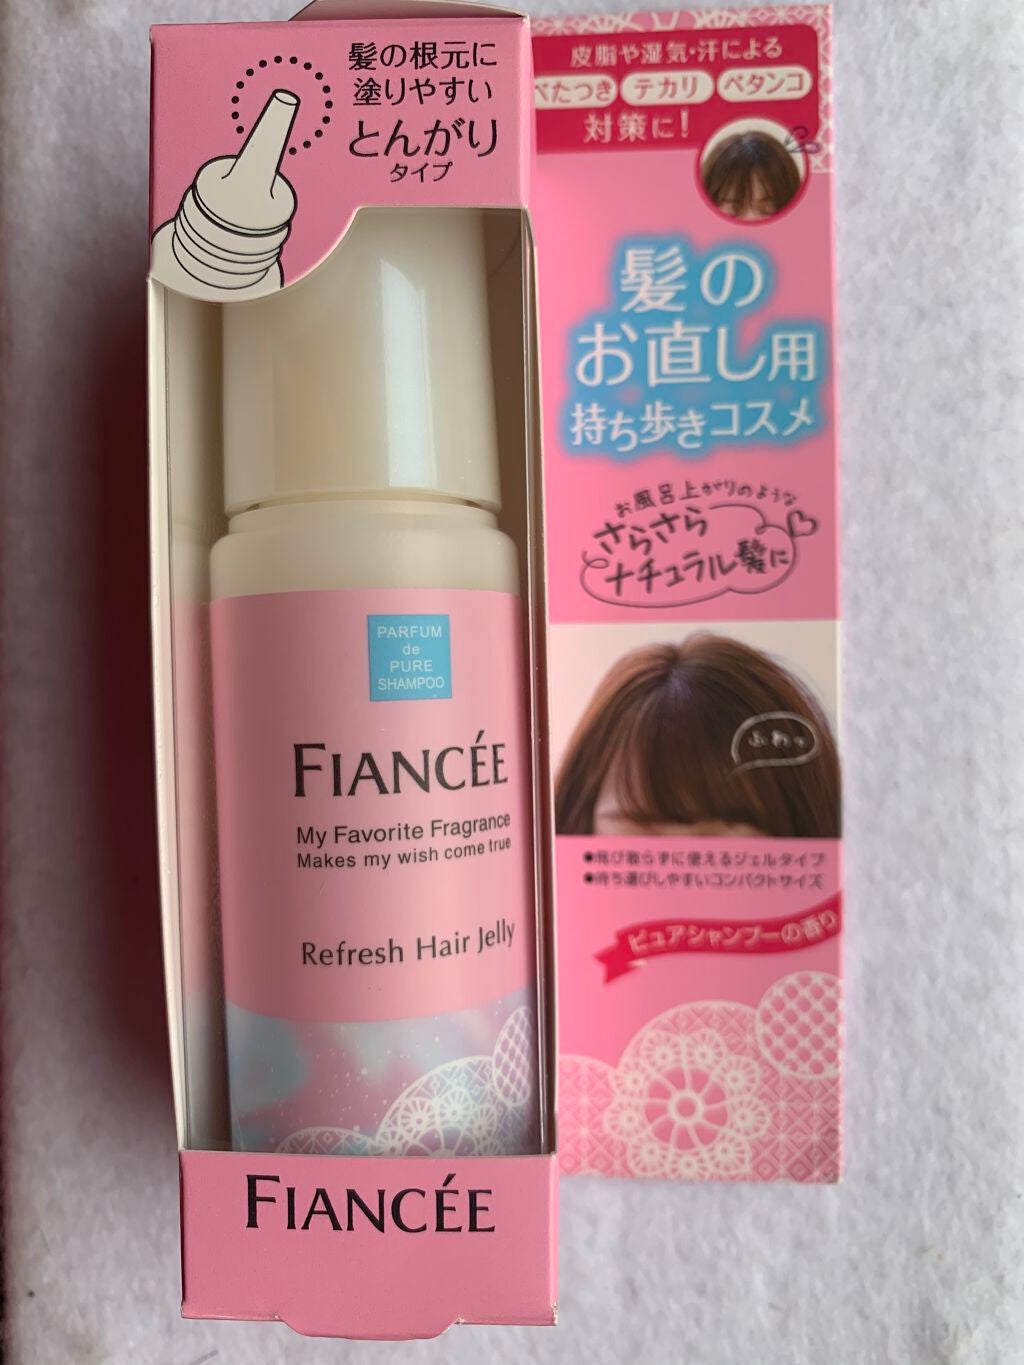 髪の根元に
塗りやすい
とんがり
タイプ
PARFUM
de
PURE
SHAMPOO
FIANCÉE
My Favorite Fragrance
Makes my wish come true
Refresh Hair Jelly
FIANCÉE
皮脂や湿気・汗による
べたつき テカリ ペタンコ
対策に!
髪の
お直し用
持ち歩きコスメ
お風呂上がりのような
さらさら
ナチュラル髪に
ふわっ
●飛び散らずに使えるジェルタイプ
●持ち運びしやすいコンパクトサイズ
ピュアシャンプーの香り